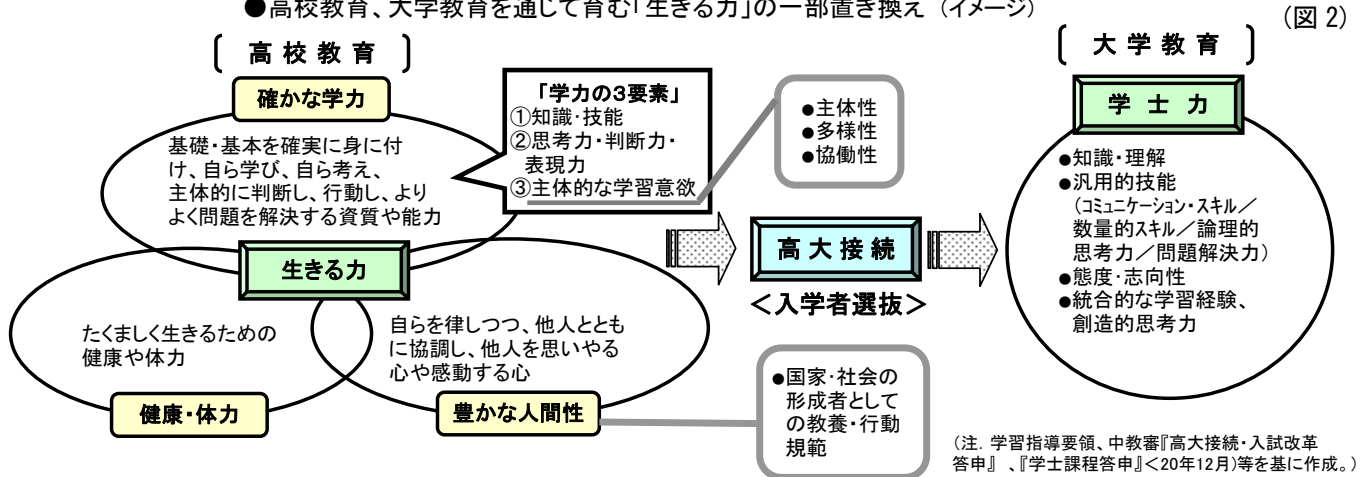 ●高校教育、大学教育を通じて育む「生きる力」の一部置き換え (イメージ)
(図 2)
〔 高 校 教 育 〕
確かな学力
基礎・基本を確実に身に付
け、自ら学び、自ら考え、
主体的に判断し、行動し、より
よく問題を解決する資質や能力
「学力の3要素」
①知識・技能
②思考力・判断力・
表現力
③主体的な学習意欲
●主体性
●多様性
●協働性
生きる力
たくましく生きるための
健康や体力
健康・体力
自らを律しつつ、他人ととも
に協調し、他人を思いやる
心や感動する心
豊かな人間性
高 大 接 続
＜入学者選抜＞
●国家・社会の
形成者として
の教養・行動
規範
〔 大 学 教 育 〕
学 士 力
●知識・理解
●汎用的技能
(コミュニケーション・スキル／
数量的スキル／論理的
思考力／問題解決力)
●態度・志向性
●統合的な学習経験、
創造的思考力
(注. 学習指導要領、中教審『高大接続・入試改革
答申』 、『学士課程答申』＜20年12月)等を基に作成。)